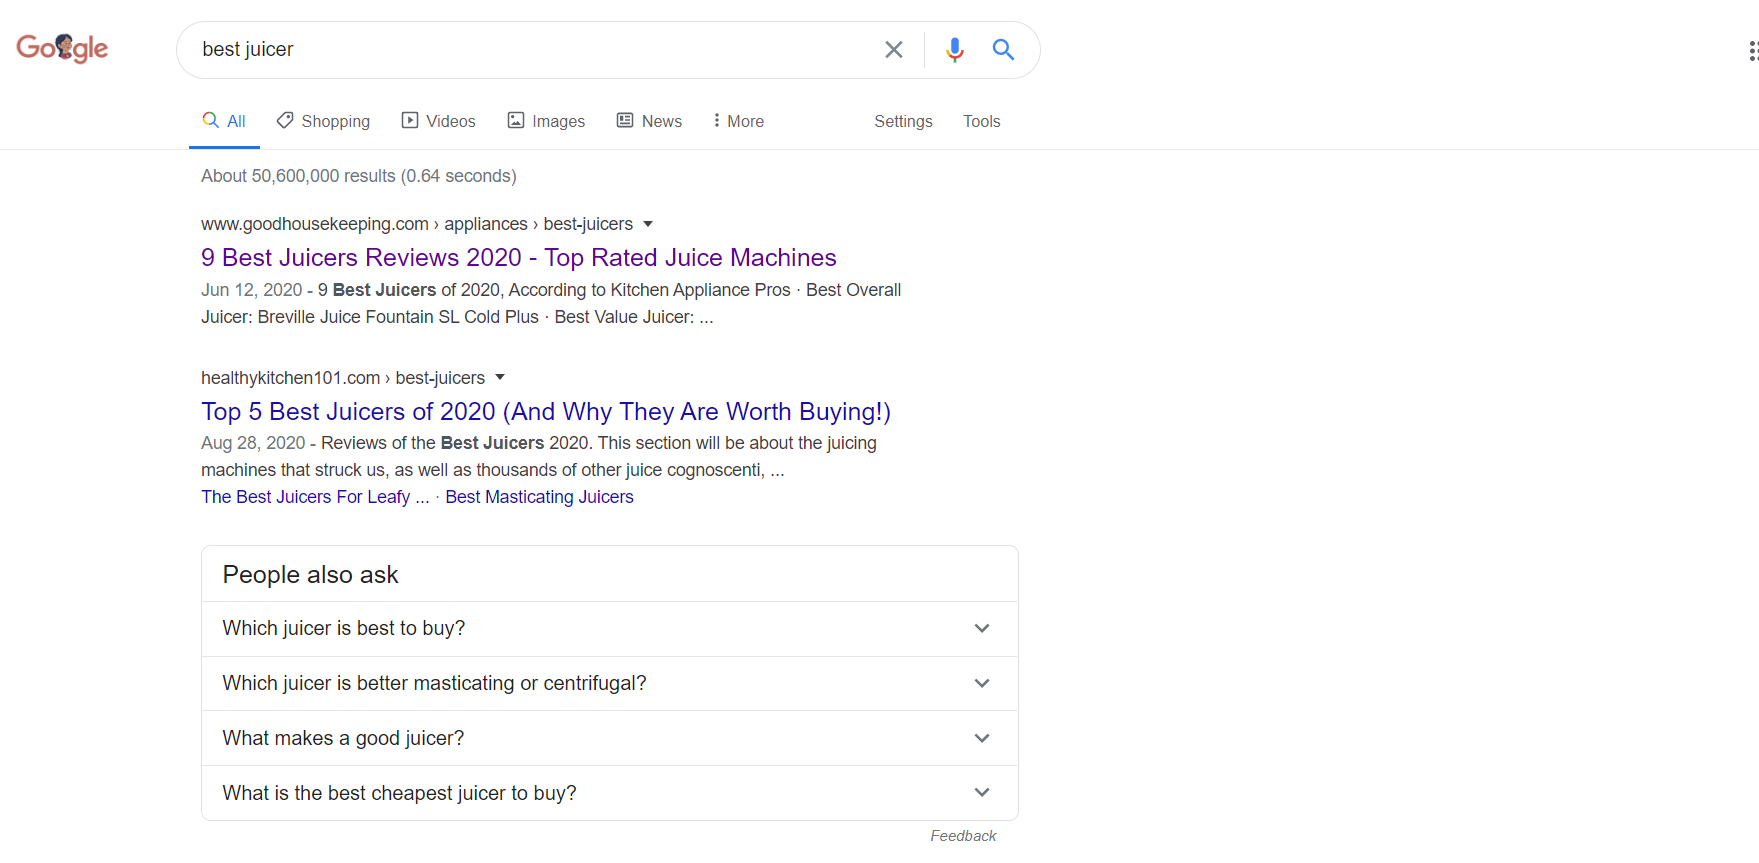 Google
best juicer
All Shopping Videos Images News More Settings Tools
About 50,600,000 results (0.64 seconds)
www.goodhousekeeping.com › appliances › best-juicers
9 Best Juicers Reviews 2020 - Top Rated Juice Machines
Jun 12, 2020 - 9 Best Juicers of 2020, According to Kitchen Appliance Pros · Best Overall
Juicer: Breville Juice Fountain SL Cold Plus · Best Value Juicer: ...
healthykitchen101.com › best-juicers
Top 5 Best Juicers of 2020 (And Why They Are Worth Buying!)
Aug 28, 2020 - Reviews of the Best Juicers 2020. This section will be about the juicing
machines that struck us, as well as thousands of other juice cognoscenti, ...
The Best Juicers For Leafy ... · Best Masticating Juicers
People also ask
Which juicer is best to buy?
Which juicer is better masticating or centrifugal?
What makes a good juicer?
What is the best cheapest juicer to buy?
Feedback